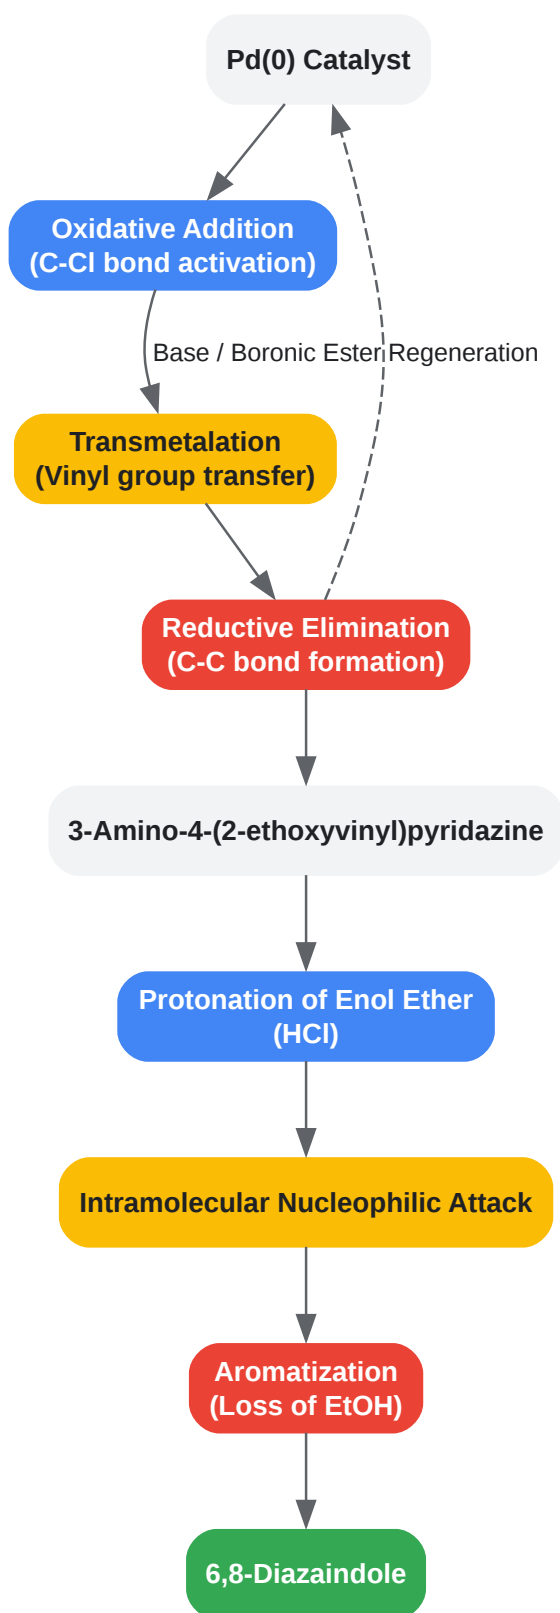 Pd(0) Catalyst
Oxidative Addition
(C-Cl bond activation)
Base / Boronic Ester Regeneration
Transmetalation
(Vinyl group transfer)
Reductive Elimination
(C-C bond formation)
3-Amino-4-(2-ethoxyvinyl)pyridazine
Protonation of Enol Ether
(HCl)
Intramolecular Nucleophilic Attack
Aromatization
(Loss of EtOH)
6,8-Diazaindole